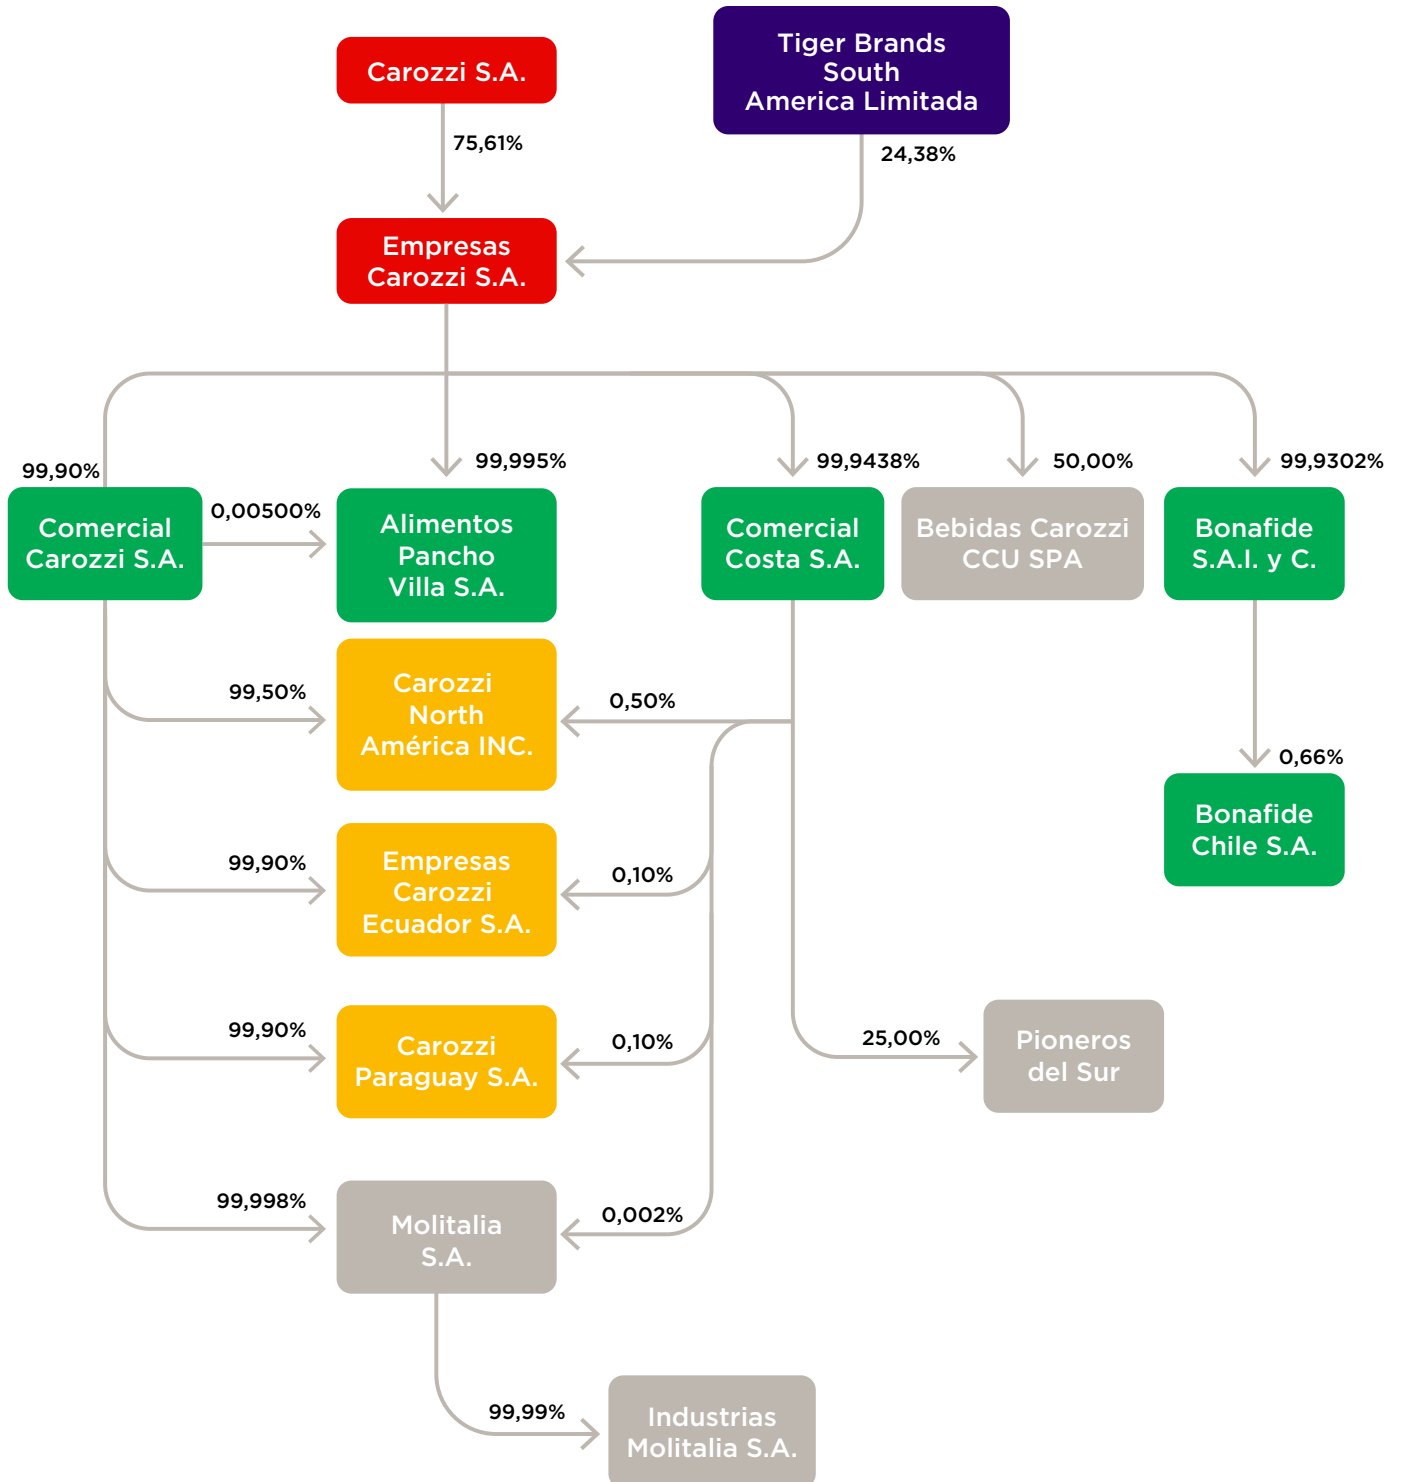 Carozzi S.A.
Tiger Brands
South
America Limitada
75,61%
24,38%
Empresas
Carozzi S.A.
99,90%
99,995%
99,9438%
50,00%
99,9302%
Comercial
Carozzi S.A.
0,00500%
Alimentos
Pancho
Villa S.A.
Comercial
Costa S.A.
Bebidas Carozzi
CCU SPA
Bonafide
S.A.I. y C.
99,50%
Carozzi
North
América INC.
0,50%
0,66%
Bonafide
Chile S.A.
99,90%
Empresas
Carozzi
Ecuador S.A.
0,10%
99,90%
Carozzi
Paraguay S.A.
0,10%
25,00%
Pioneros
del Sur
99,998%
Molitalia
S.A.
0,002%
99,99%
Industrias
Molitalia S.A.